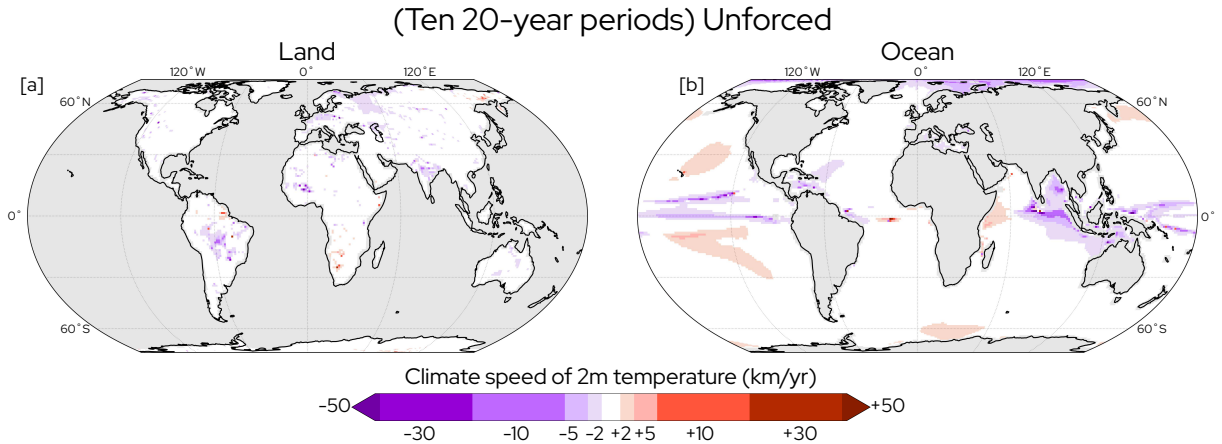 (Ten 20-year periods) Unforced
Land
Ocean
[a]
120°W
0°
120°E
60°N
0°
60°S
[b]
120°W
0°
120°E
60°N
0°
60°S
Climate speed of 2m temperature (km/yr)
-50
+50
-30
-10
-5
-2
+2
+5
+10
+30